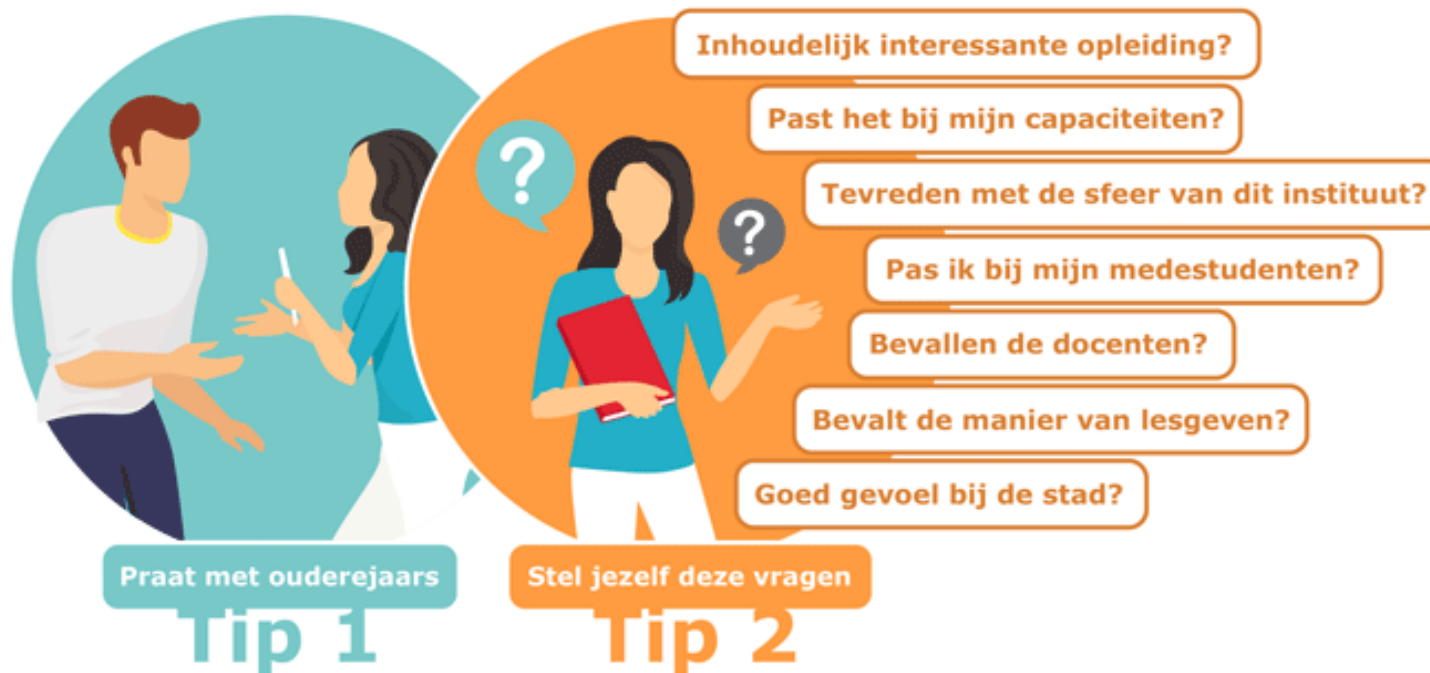 Inhoudelijk interessante opleiding?
Past het bij mijn capaciteiten?
Tevreden met de sfeer van dit instituut?
Pas ik bij mijn medestudenten?
Bevallen de docenten?
Bevalt de manier van lesgeven?
Goed gevoel bij de stad?
?
?
Praat met ouderejaars
Tip 1
Stel jezelf deze vragen
Tip 2